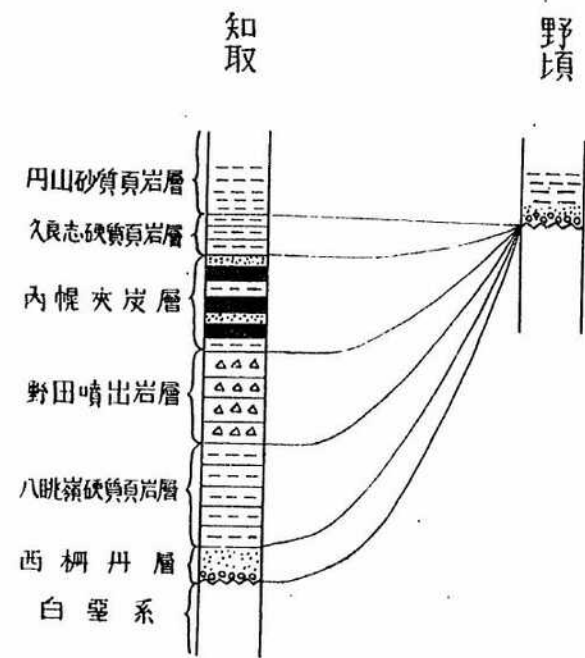 知取
野頃
円山砂質頁岩層
久良志硬質頁岩層
內幌夾炭層
野田噴出岩層
八眺嶺硬質頁岩層
西柵丹層
白堊系